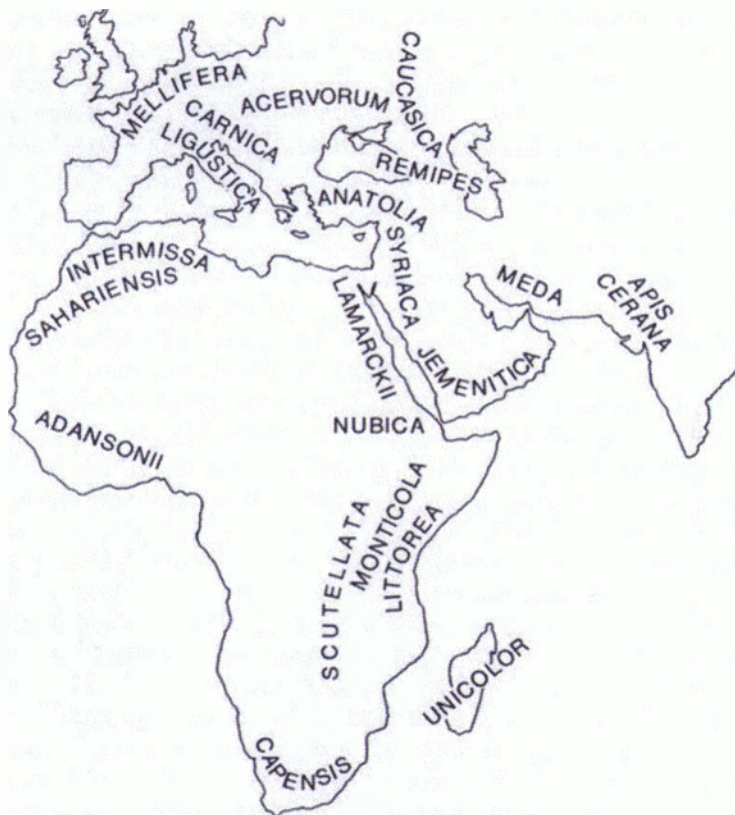 MELLIFERA
CARNICA
LIGUSTICA
ACERVORUM
CAUCASICA
REMIPES
ANATOLIA
SYRIACA
INTERMISSA
SAHARIENSIS
LAMARCKII
JEMENITICA
MEDA
APIS
CERANA
ADANSONII
NUBICA
SCUTELLATA
MONTICOLA
LITTOREA
UNICOLOR
CAPENSIS